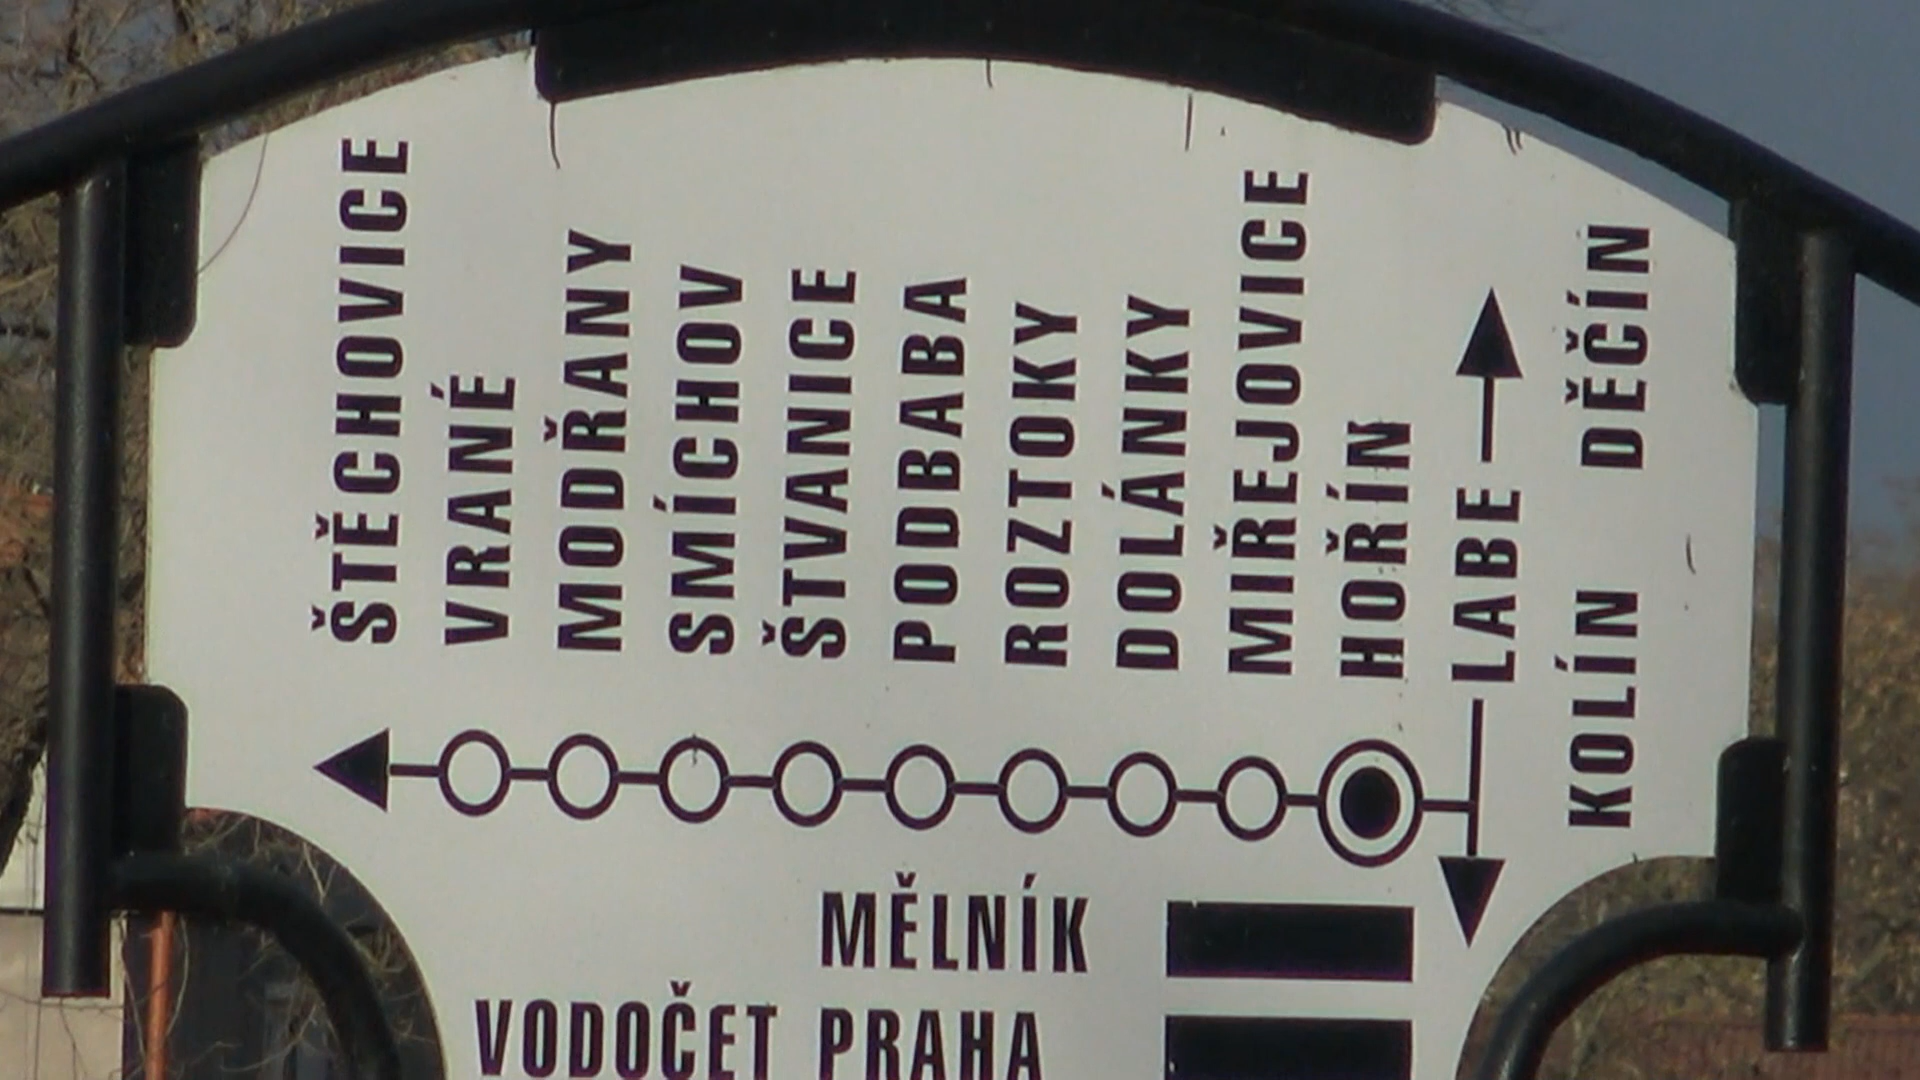 ŠTĚCHOVICE
VRANÉ
MODŘANY
SMÍCHOV
ŠTVANICE
PODBABA
ROZTOKY
DOLÁNKY
MIŘEJOVICE
HOŘÍN
LABE
KOLÍN DĚČÍN
MĚLNÍK
VODOČET PRAHA